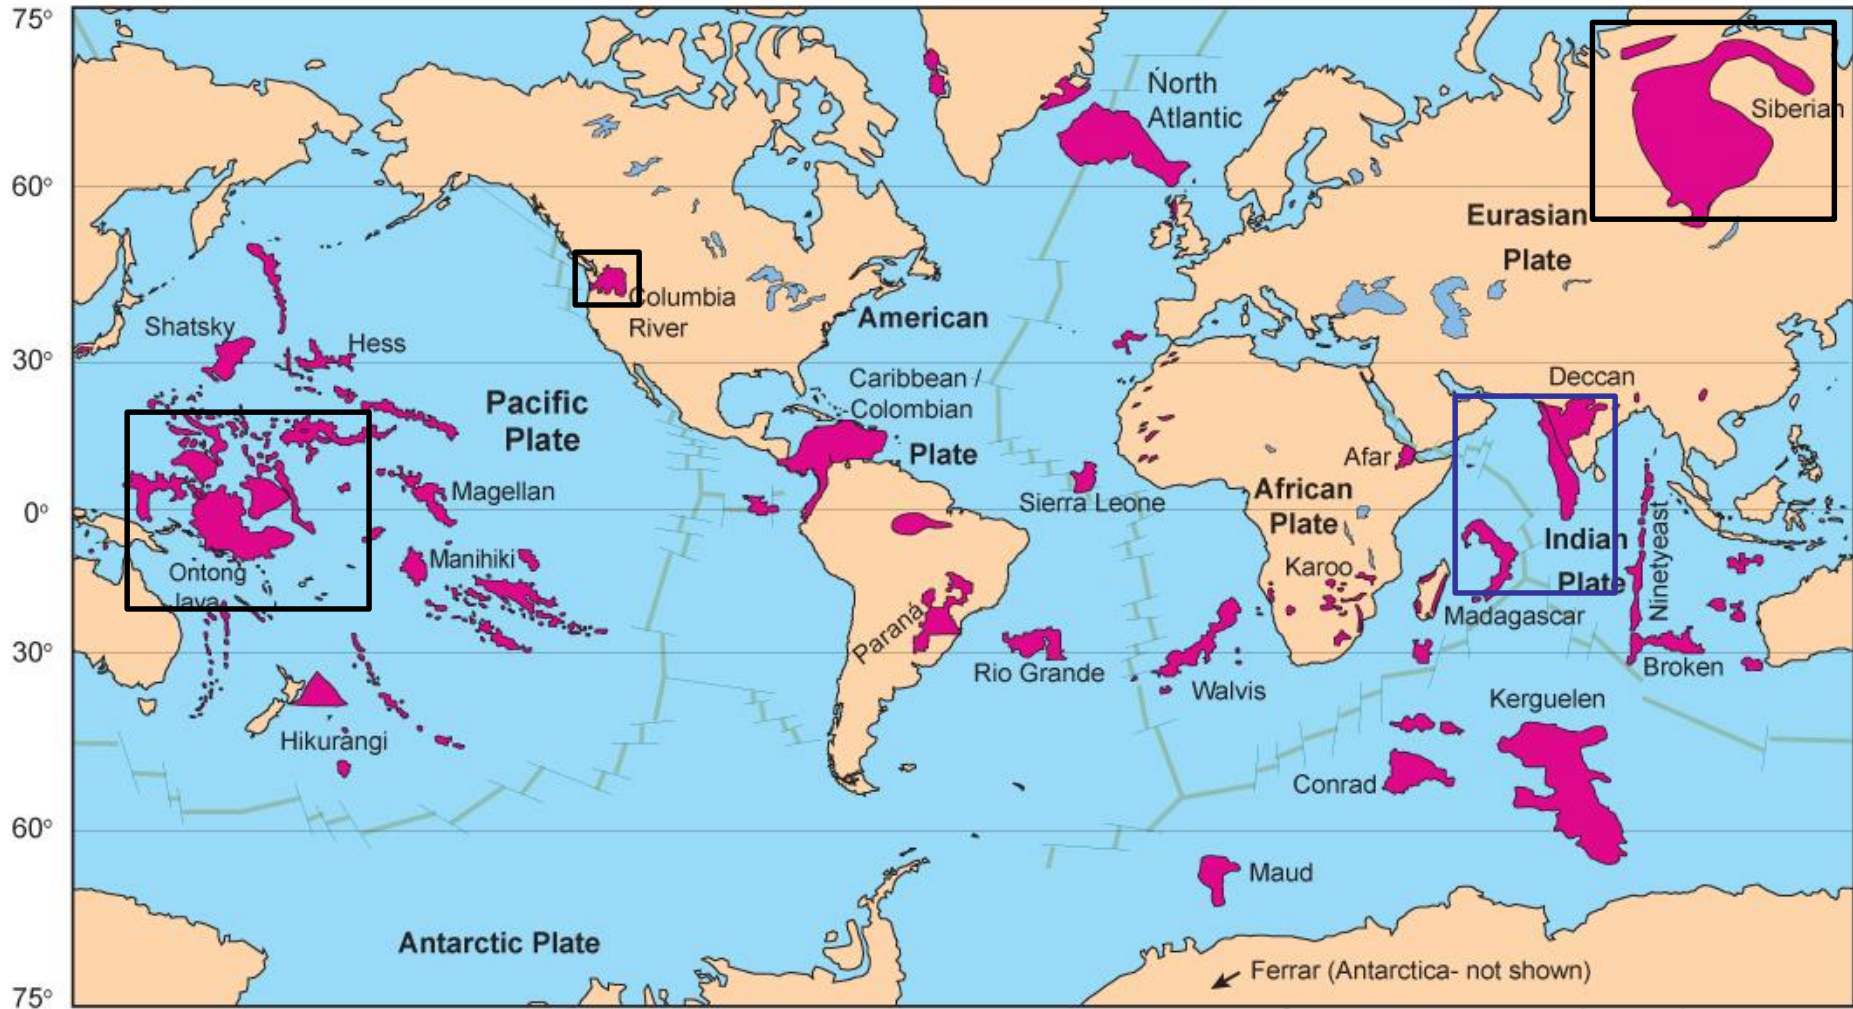 75°
60°
30°
0°
30°
60°
75°
North
Atlantic
Siberian
Eurasian
Plate
Columbia
River
American
Shatsky
Hess
Caribbean /
Colombian
Plate
Deccan
Pacific
Plate
Afar
Magellan
Sierra Leone
African
Plate
Indian
Plate
Ninetyeast
Manihiki
Ontong
Java
Karoo
Madagascar
Paraná
Rio Grande
Walvis
Broken
Kerguelen
Hikurangi
Conrad
Maud
Antarctic Plate
Ferrar (Antarctica- not shown)